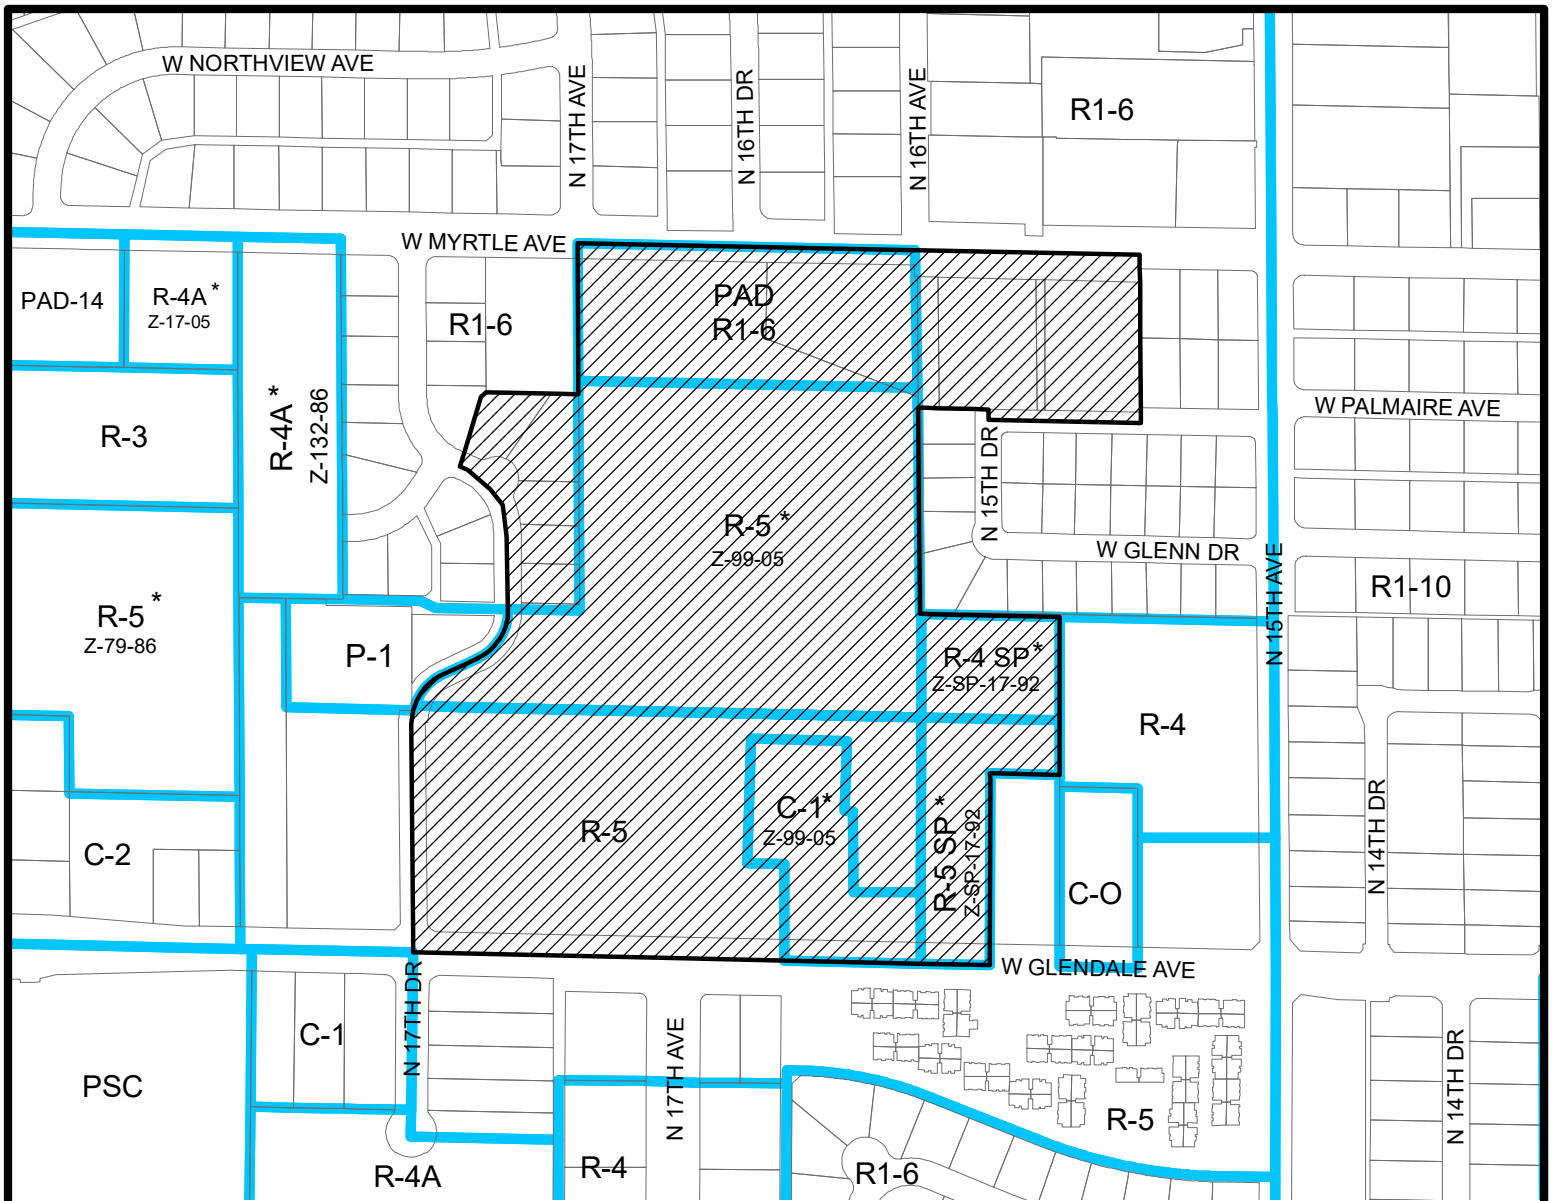 W NORTHVIEW AVE
N 17TH AVE
N 16TH DR
N 16TH AVE
R1-6
W MYRTLE AVE
PAD-14
R-4A *
Z-17-05
R-4A *
Z-132-86
R1-6
PAD
R1-6
R-3
W PALMAIRE AVE
N 15TH DR
R-5 *
Z-99-05
W GLENN DR
N 15TH AVE
R1-10
R-5 *
Z-79-86
P-1
R-4 SP *
Z-SP-17-92
R-4
C-1 *
Z-99-05
R-5
R-5 SP *
Z-SP-17-92
N 14TH DR
C-2
C-O
W GLENDALE AVE
N 17TH DR
C-1
N 17TH AVE
PSC
N 14TH DR
R-5
R-4A
R-4
R1-6